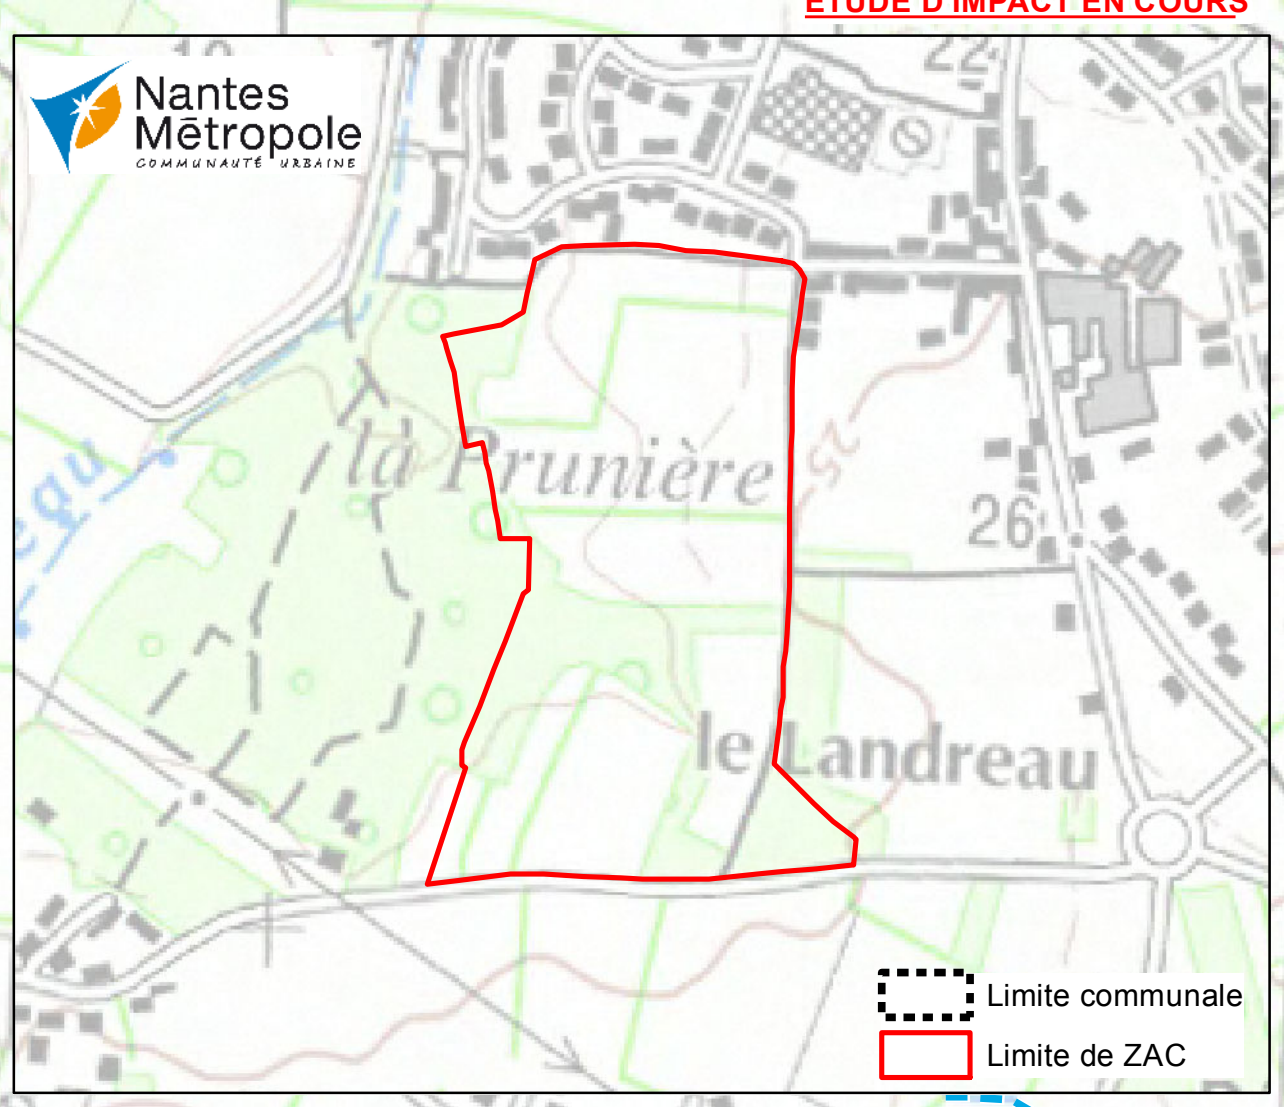 ETUDE D'IMPACT EN COURS
Nantes
Métropole
COMMUNAUTÉ URBAINE
22
25
la Prunière
26
le Landreau
Limite communale
Limite de ZAC